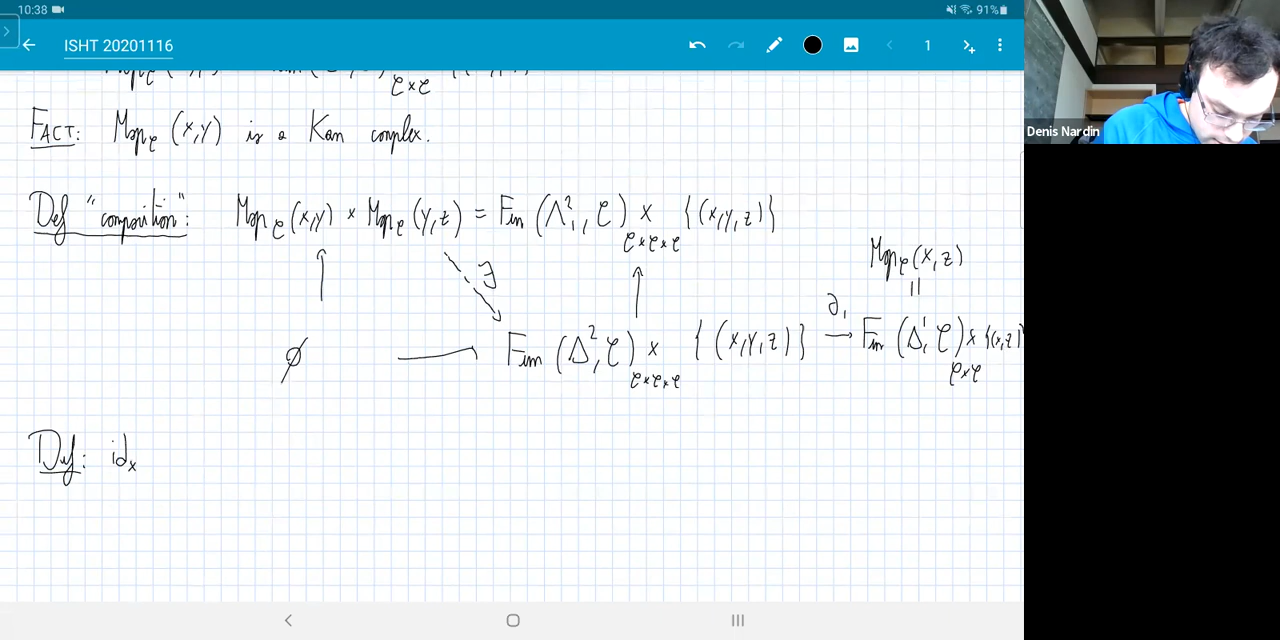 10:38
91%
ISHT 20201116
1
Denis Nardin
C×C
FACT: Map_C (x,y) is a Kan complex.
Def "composition": Map_C (x,y) × Map_C (y,z) = Fun (Λ²₁, C) ×_{C×C×C} {(x,y,z)}
Map_C (x,z)
∃
=
∅ → Fun (Δ², C) ×_{C×C×C} {(x,y,z)} →^{∂₁} Fun (Δ¹, C) ×_{C×C} {(x,z)
Def: id_x